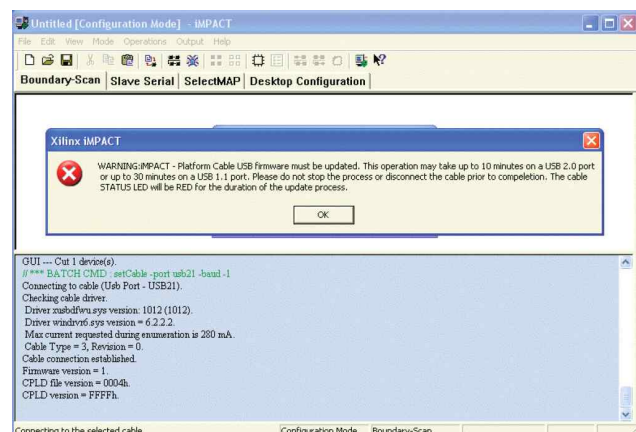 Untitled [Configuration Mode] - iMPACT
File Edit View Mode Operations Output Help
Boundary-Scan Slave Serial SelectMAP Desktop Configuration
Xilinx iMPACT
WARNING:iMPACT - Platform Cable USB firmware must be updated. This operation may take up to 10 minutes on a USB 2.0 port
or up to 30 minutes on a USB 1.1 port. Please do not stop the process or disconnect the cable prior to compeletion. The cable
STATUS LED will be RED for the duration of the update process.
OK
GUI --- Cut 1 device(s).
// *** BATCH CMD : setCable -port usb21 -baud -1
Connecting to cable (Usb Port - USB21).
Checking cable driver.
Driver xusbdfwu.sys version: 1012 (1012).
Driver windrvr6.sys version = 6.2.2.2.
Max current requested during enumeration is 280 mA.
Cable Type = 3, Revision = 0.
Cable connection established.
Firmware version = 1.
CPLD file version = 0004h.
CPLD version = FFFFh.
Connecting to the selected cable
Configuration Mode Boundary-Scan